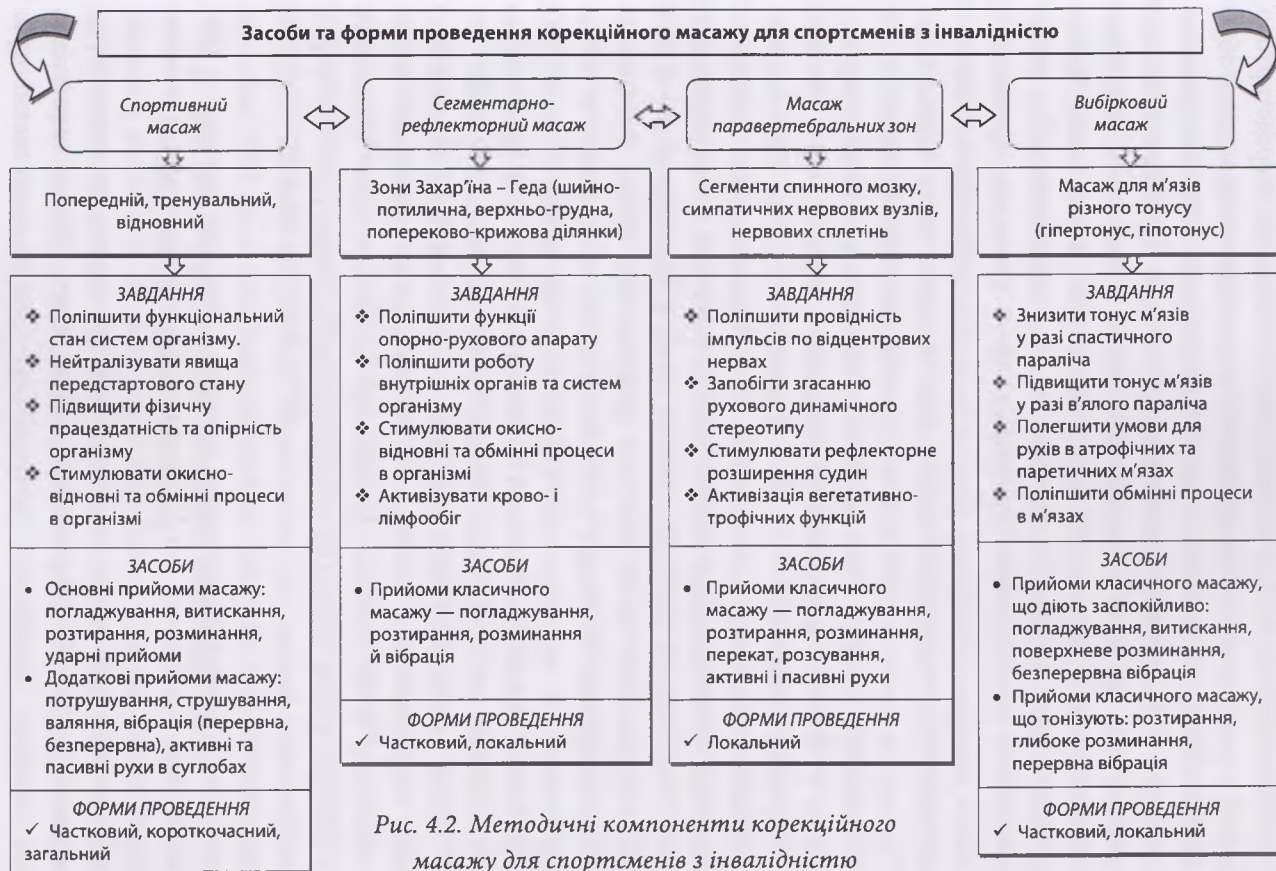 Засоби та форми проведення корекційного масажу для спортсменів з інвалідністю
Спортивний
масаж
Сегментарно-
рефлекторний масаж
Масаж
паравертебральних зон
Вибірковий
масаж
Попередній, тренувальний,
відновний
Зони Захар’їна – Геда (шийно-
потилична, верхньо-грудна,
попереково-крижова ділянки)
Сегменти спинного мозку,
симпатичних нервових вузлів,
нервових сплетінь
Масаж для м’язів
різного тонусу
(гіпертонус, гіпотонус)
ЗАВДАННЯ
❖ Поліпшити функціональний
стан систем організму.
❖ Нейтралізувати явища
передстартового стану
❖ Підвищити фізичну
працездатність та опірність
організму
❖ Стимулювати окисно-
відновні та обмінні процеси
в організмі
ЗАСОБИ
• Основні прийоми масажу:
погладжування, витискання,
розтирання, розминання,
ударні прийоми
• Додаткові прийоми масажу:
потрушування, струшування,
валяння, вібрація (перервна,
безперервна), активні та
пасивні рухи в суглобах
ФОРМИ ПРОВЕДЕННЯ
✓ Частковий, короткочасний,
загальний
ЗАВДАННЯ
❖ Поліпшити функції
опорно-рухового апарату
❖ Поліпшити роботу
внутрішніх органів та систем
організму
❖ Стимулювати окисно-
відновні та обмінні процеси
в організмі
❖ Активізувати крово- і
лімфообіг
ЗАСОБИ
• Прийоми класичного
масажу — погладжування,
розтирання, розминання
й вібрація
ФОРМИ ПРОВЕДЕННЯ
✓ Частковий, локальний
ЗАВДАННЯ
❖ Поліпшити провідність
імпульсів по відцентрових
нервах
❖ Запобігти згасанню
рухового динамічного
стереотипу
❖ Стимулювати рефлекторне
розширення судин
❖ Активізація вегетативно-
трофічних функцій
ЗАСОБИ
• Прийоми класичного
масажу — погладжування,
розтирання, розминання,
перекат, розсування,
активні і пасивні рухи
ФОРМИ ПРОВЕДЕННЯ
✓ Локальний
ЗАВДАННЯ
❖ Знизити тонус м’язів
у разі спастичного
параліча
❖ Підвищити тонус м’язів
у разі в’ялого параліча
❖ Полегшити умови для
рухів в атрофічних та
паретичних м’язах
❖ Поліпшити обмінні процеси
в м’язах
ЗАСОБИ
• Прийоми класичного масажу,
що діють заспокійливо:
погладжування, витискання,
поверхневе розминання,
безперервна вібрація
• Прийоми класичного масажу,
що тонізують: розтирання,
глибоке розминання,
перервна вібрація
ФОРМИ ПРОВЕДЕННЯ
✓ Частковий, локальний
Рис. 4.2. Методичні компоненти корекційного
масажу для спортсменів з інвалідністю